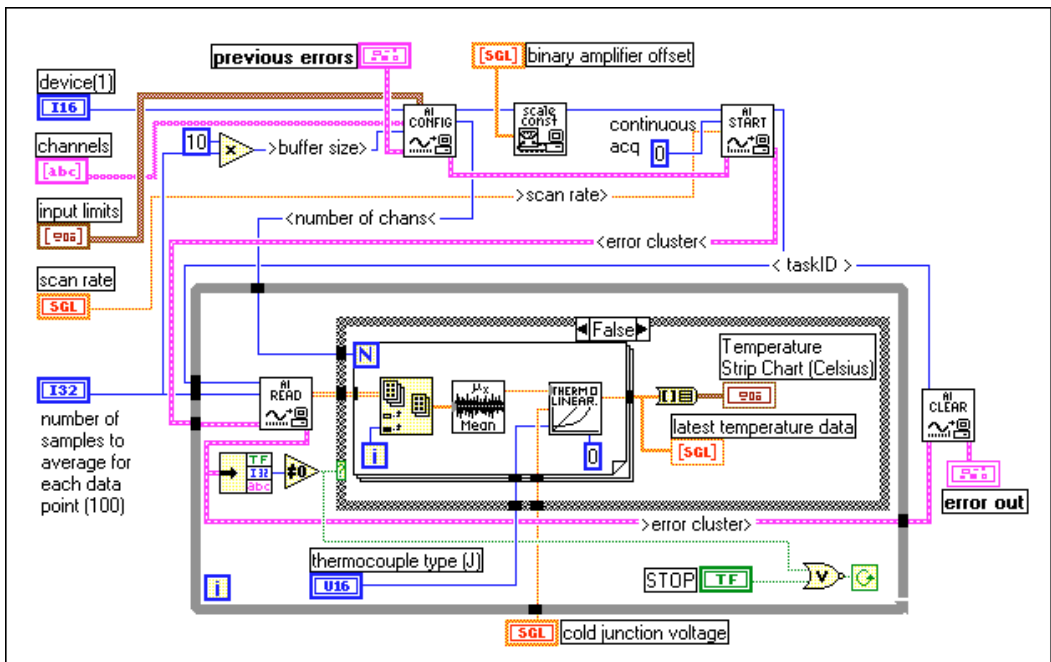 previous errors
[SGL] binary amplifier offset
device(1)
I16
AI CONFIG
scale const
continuous acq
0
AI START
channels
[abc]
10
x
>buffer size>
input limits
>scan rate>
<number of chans<
<error cluster<
scan rate
SGL
< taskID >
False
N
Temperature
Strip Chart (Celsius)
I32
AI READ
number of
samples to
average for
each data
point (100)
μx
Mean
THERMO
LINEAR.
AI CLEAR
latest temperature data
[SGL]
i
0
TF
I32
abc
≠0
?
error out
>error cluster>
thermocouple type (J)
U16
STOP TF
V
i
SGL cold junction voltage